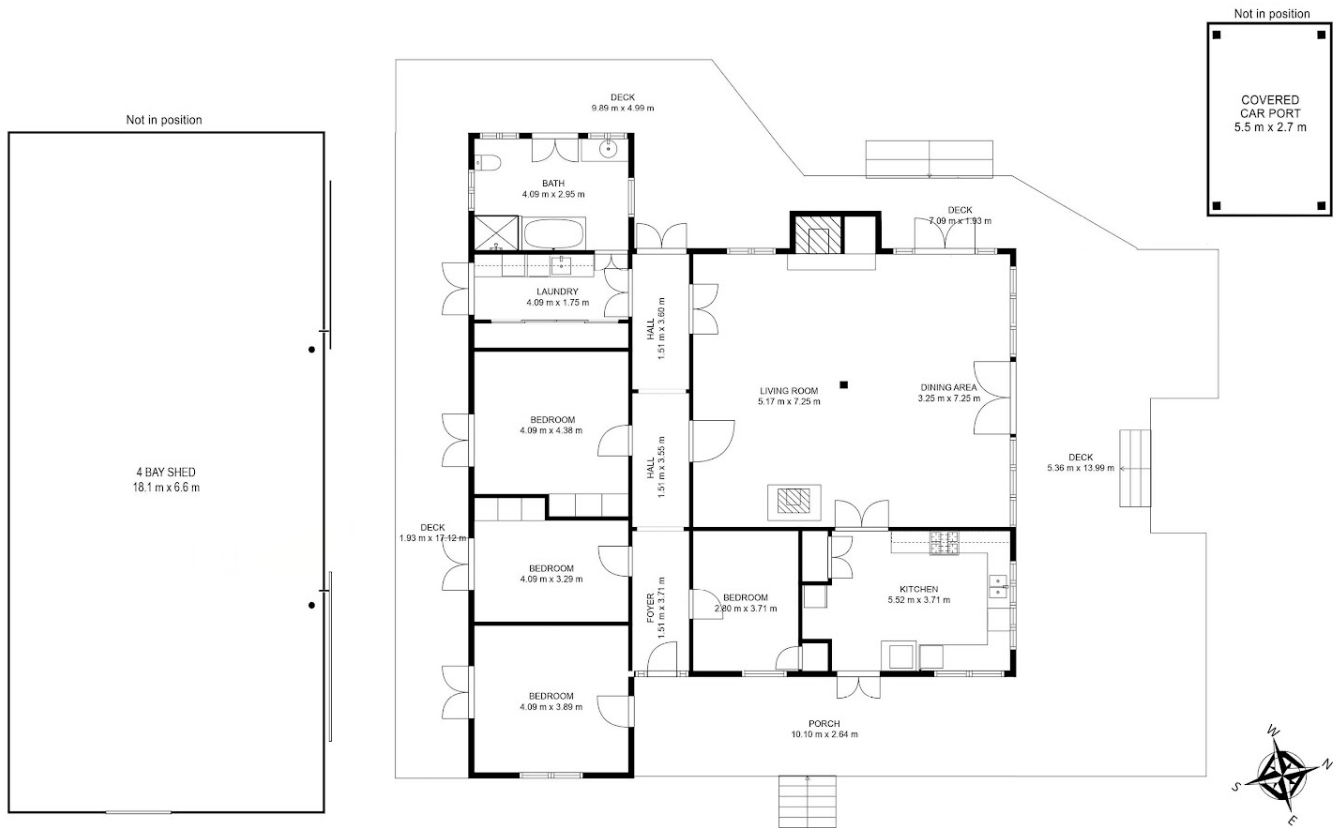 Not in position
COVERED
CAR PORT
5.5 m x 2.7 m
Not in position
4 BAY SHED
18.1 m x 6.6 m
DECK
9.89 m x 4.99 m
BATH
4.09 m x 2.95 m
DECK
7.09 m x 1.93 m
LAUNDRY
4.09 m x 1.75 m
HALL
1.51 m x 3.60 m
LIVING ROOM
5.17 m x 7.25 m
DINING AREA
3.25 m x 7.25 m
BEDROOM
4.09 m x 4.38 m
HALL
1.51 m x 3.55 m
DECK
5.36 m x 13.99 m
DECK
1.93 m x 17.12 m
BEDROOM
4.09 m x 3.29 m
FOYER
1.51 m x 3.71 m
BEDROOM
2.80 m x 3.71 m
KITCHEN
5.52 m x 3.71 m
BEDROOM
4.09 m x 3.89 m
PORCH
10.10 m x 2.64 m
W
N
S
E